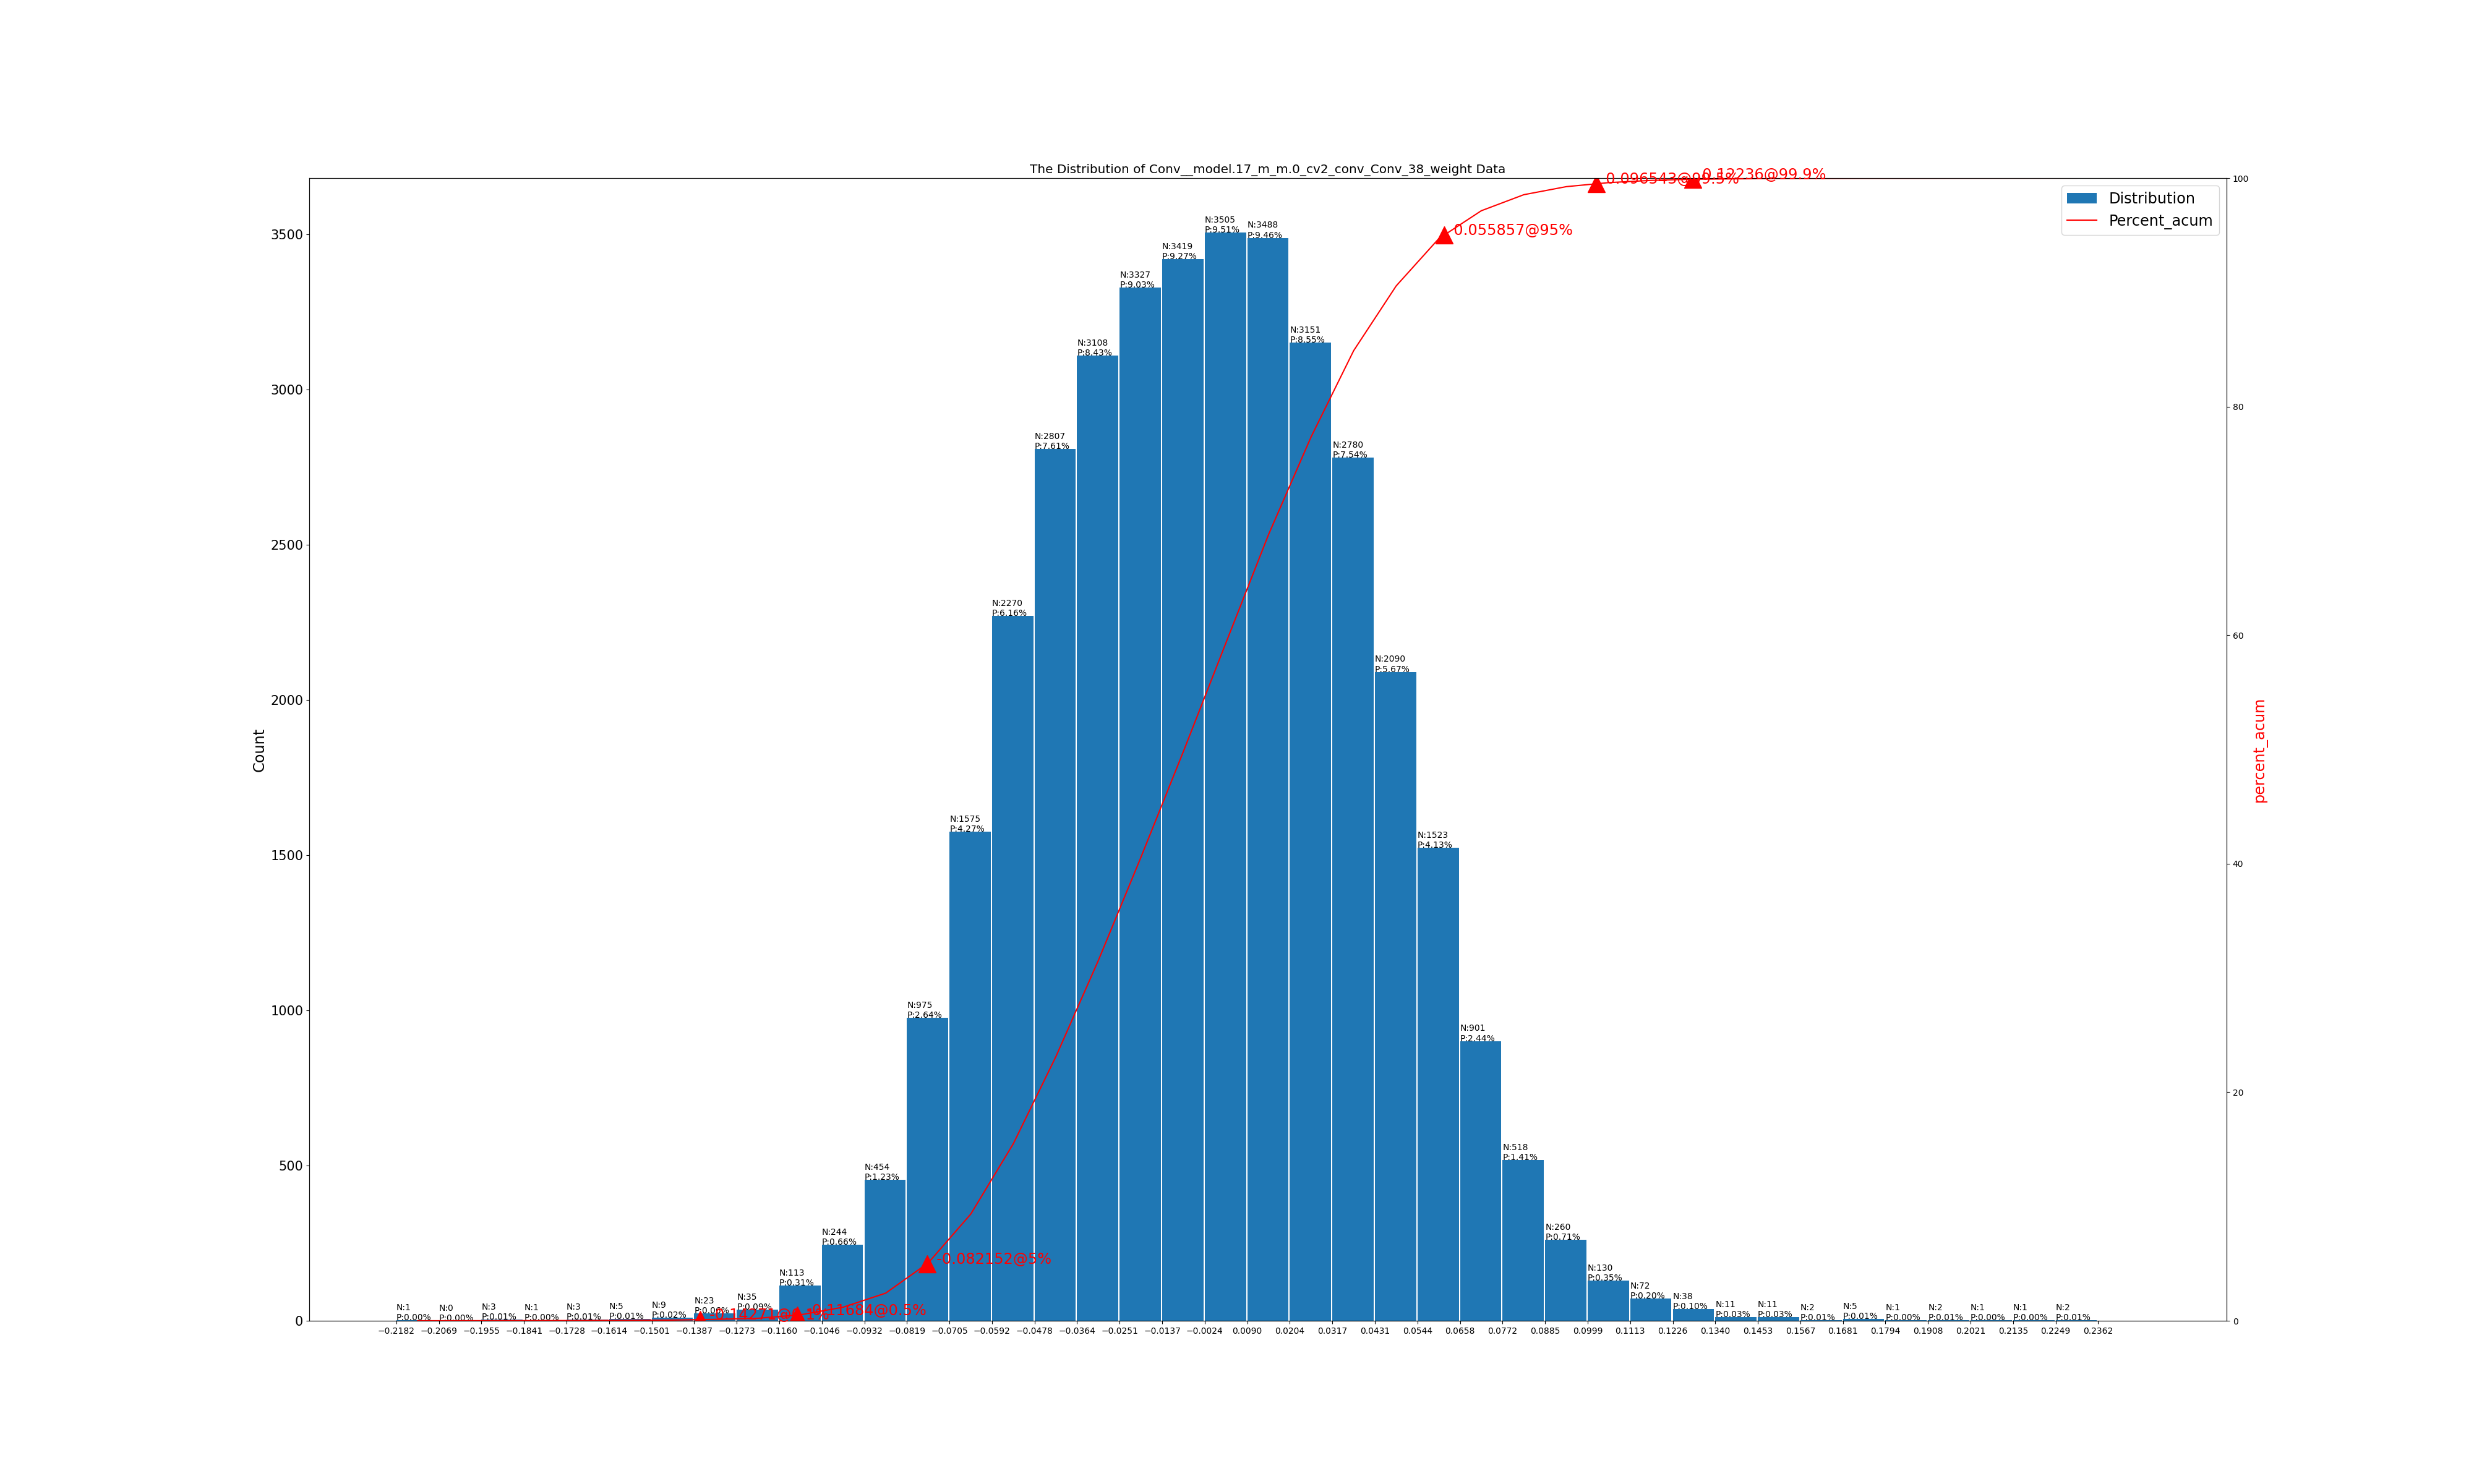 The Distribution of Conv__model.17_m_m.0_cv2_conv_Conv_38_weight Data
Distribution
Percent_acum
Count
3500
3000
2500
2000
1500
1000
500
0
N:1
P:0.00%
N:0
P:0.00%
N:3
P:0.01%
N:1
P:0.00%
N:3
P:0.01%
N:5
P:0.01%
N:9
P:0.02%
N:23
P:0.06%
N:35
P:0.09%
N:113
P:0.31%
N:244
P:0.66%
N:454
P:1.23%
N:975
P:2.64%
N:1575
P:4.27%
N:2270
P:6.16%
N:2807
P:7.61%
N:3108
P:8.43%
N:3327
P:9.03%
N:3419
P:9.27%
N:3505
P:9.51%
N:3488
P:9.46%
N:3151
P:8.55%
N:2780
P:7.54%
N:2090
P:5.67%
N:1523
P:4.13%
N:901
P:2.44%
N:518
P:1.41%
N:260
P:0.71%
N:130
P:0.35%
N:72
P:0.20%
N:38
P:0.10%
N:11
P:0.03%
N:11
P:0.03%
N:2
P:0.01%
N:5
P:0.01%
N:1
P:0.00%
N:2
P:0.01%
N:1
P:0.00%
N:1
P:0.00%
N:2
P:0.01%
-0.11684@0.5%
-0.082152@5%
0.055857@95%
0.096543@99.5%
0.12236@99.9%
100
80
60
40
20
0
percent_acum
−0.2182
−0.2069
−0.1955
−0.1841
−0.1728
−0.1614
−0.1501
−0.1387
−0.1273
−0.1160
−0.1046
−0.0932
−0.0819
−0.0705
−0.0592
−0.0478
−0.0364
−0.0251
−0.0137
−0.0024
0.0090
0.0204
0.0317
0.0431
0.0544
0.0658
0.0772
0.0885
0.0999
0.1113
0.1226
0.1340
0.1453
0.1567
0.1681
0.1794
0.1908
0.2021
0.2135
0.2249
0.2362